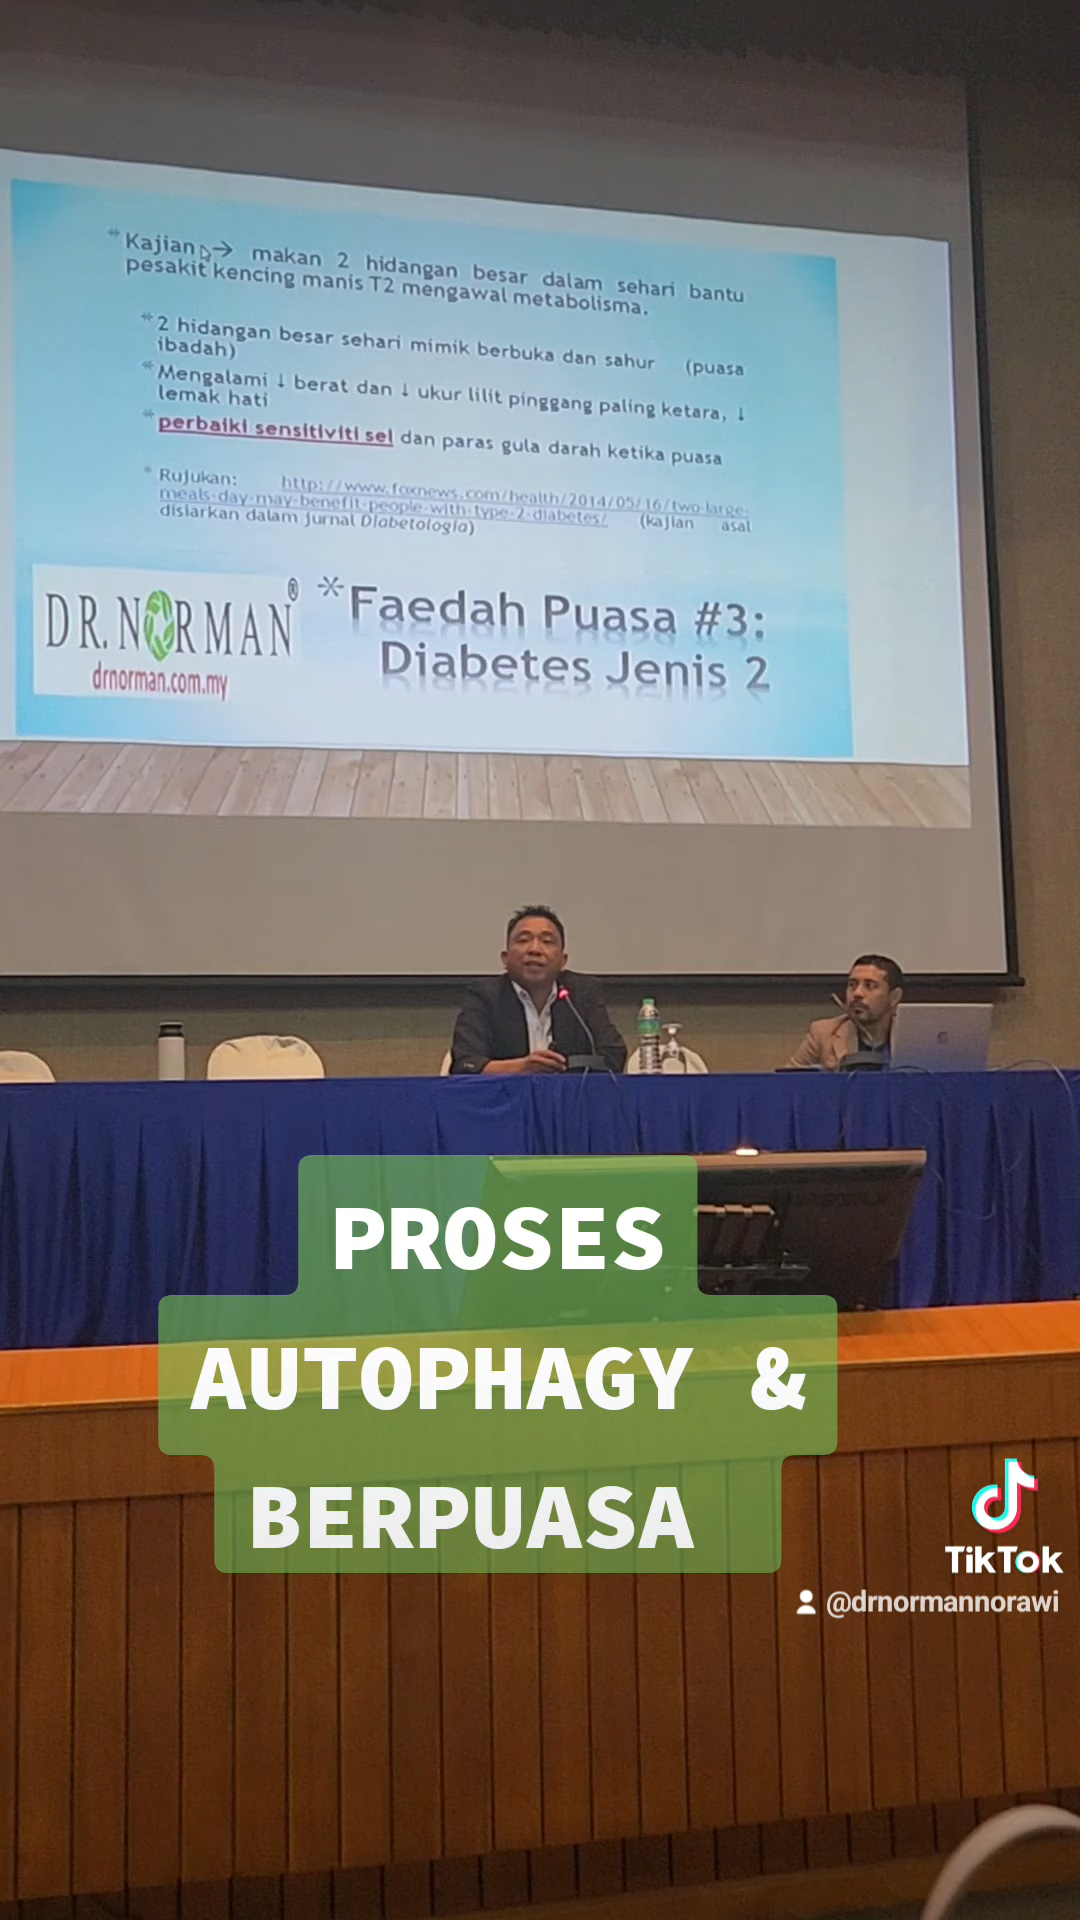 * Kajian → makan 2 hidangan besar dalam sehari bantu
pesakit kencing manis T2 mengawal metabolisma.
* 2 hidangan besar sehari mimik berbuka dan sahur (puasa
ibadah)
* Mengalami ↓ berat dan ↓ ukur lilit pinggang paling ketara, ↓
lemak hati
* perbaiki sensitiviti sel dan paras gula darah ketika puasa
* Rujukan: http://www.foxnews.com/health/2014/05/16/two-large-
meals-day-may-benefit-people-with-type-2-diabetes/ (kajian asal
disiarkan dalam jurnal Diabetologia)
DR. NORMAN®
drnorman.com.my
* Faedah Puasa #3:
Diabetes Jenis 2
PROSES
AUTOPHAGY &
BERPUASA
TikTok
@drnormannorawi